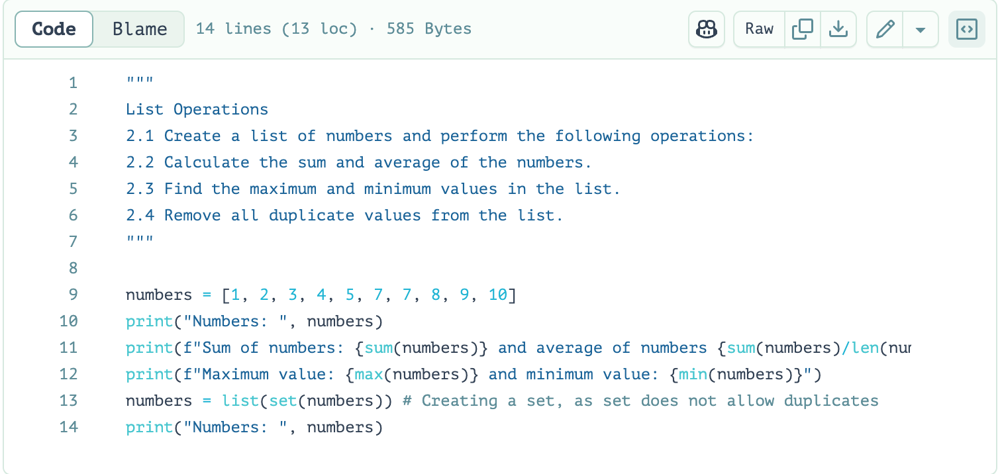 Code Blame 14 lines (13 loc) · 585 Bytes Raw
1 """
2 List Operations
3 2.1 Create a list of numbers and perform the following operations:
4 2.2 Calculate the sum and average of the numbers.
5 2.3 Find the maximum and minimum values in the list.
6 2.4 Remove all duplicate values from the list.
7 """
8
9 numbers = [1, 2, 3, 4, 5, 7, 7, 8, 9, 10]
10 print("Numbers: ", numbers)
11 print(f"Sum of numbers: {sum(numbers)} and average of numbers {sum(numbers)/len(
12 print(f"Maximum value: {max(numbers)} and minimum value: {min(numbers)}")
13 numbers = list(set(numbers)) # Creating a set, as set does not allow duplicates
14 print("Numbers: ", numbers)